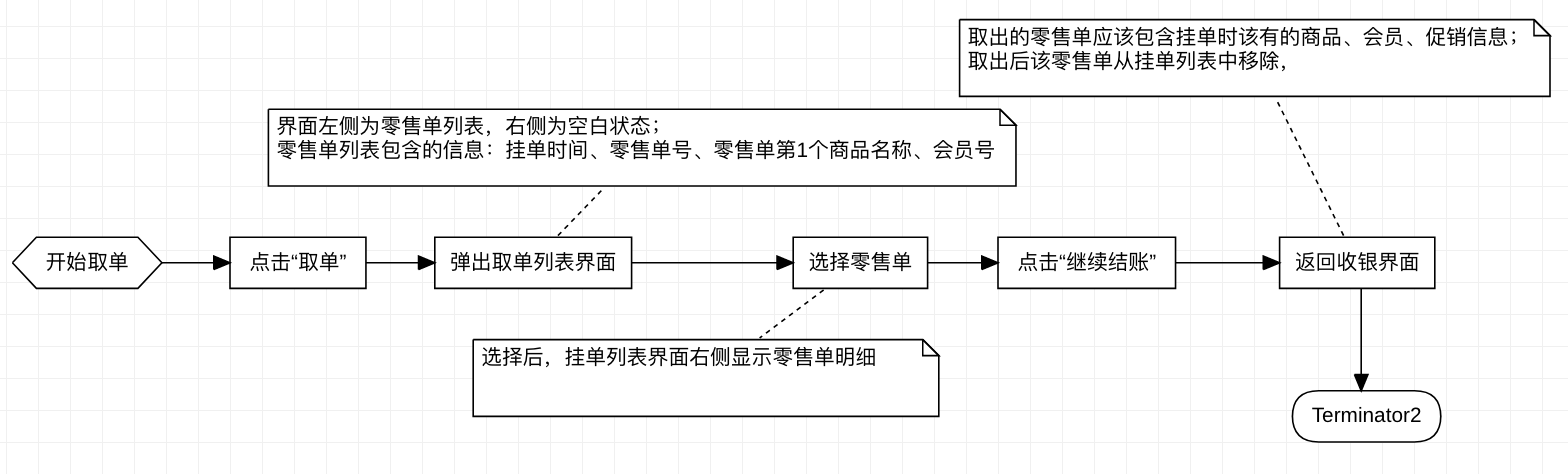 取出的零售单应该包含挂单时该有的商品、会员、促销信息；
取出后该零售单从挂单列表中移除，
界面左侧为零售单列表，右侧为空白状态；
零售单列表包含的信息：挂单时间、零售单号、零售单第1个商品名称、会员号
开始取单
点击“取单”
弹出取单列表界面
选择零售单
点击“继续结账”
返回收银界面
选择后，挂单列表界面右侧显示零售单明细
Terminator2